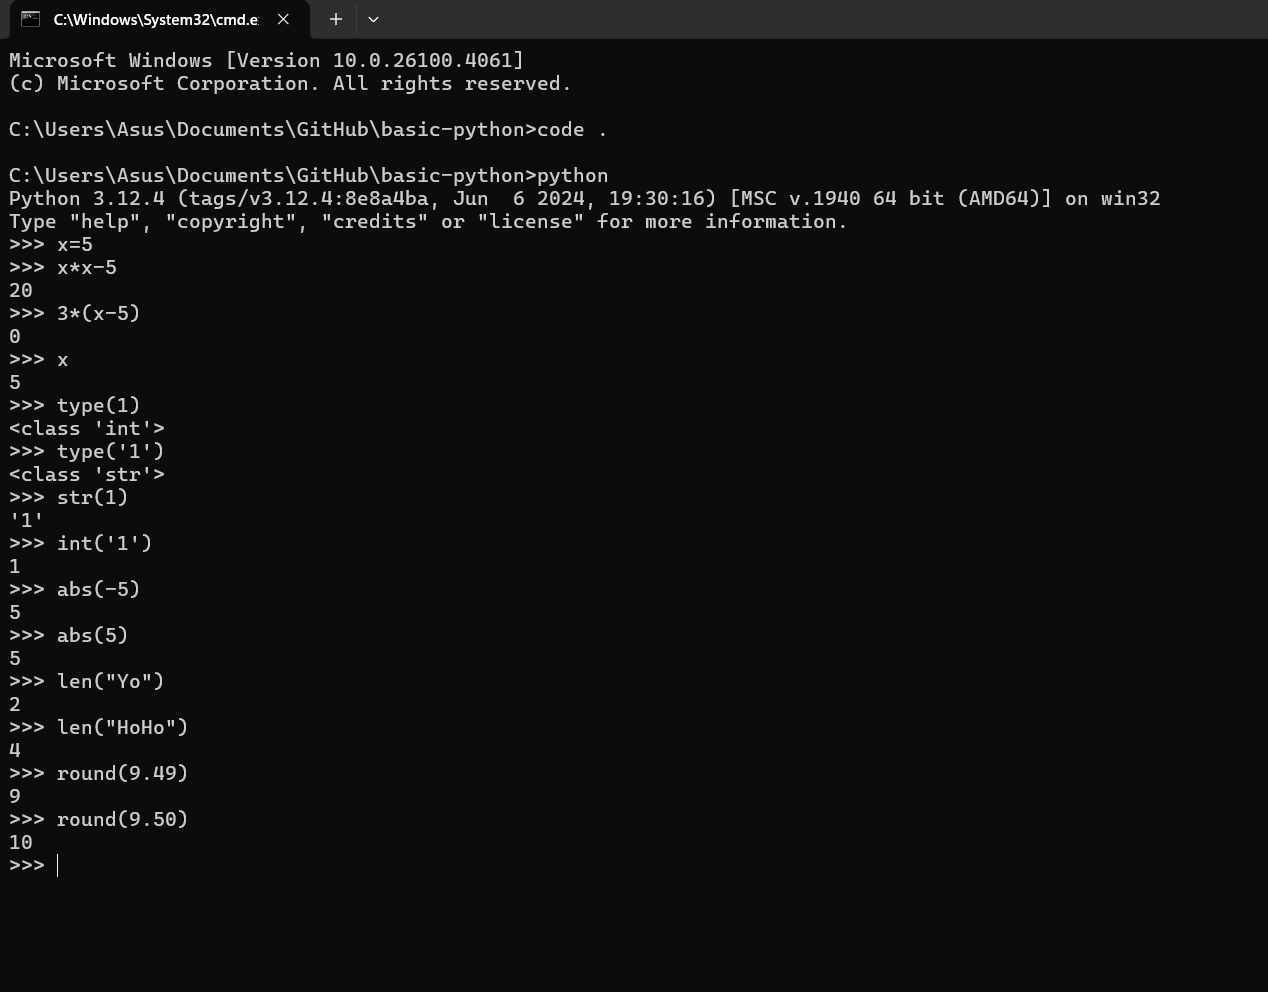 C:\Windows\System32\cmd.e
Microsoft Windows [Version 10.0.26100.4061]
(c) Microsoft Corporation. All rights reserved.
C:\Users\Asus\Documents\GitHub\basic-python>code .
C:\Users\Asus\Documents\GitHub\basic-python>python
Python 3.12.4 (tags/v3.12.4:8e8a4ba, Jun  6 2024, 19:30:16) [MSC v.1940 64 bit (AMD64)] on win32
Type "help", "copyright", "credits" or "license" for more information.
>>> x=5
>>> x*x-5
20
>>> 3*(x-5)
0
>>> x
5
>>> type(1)
<class 'int'>
>>> type('1')
<class 'str'>
>>> str(1)
'1'
>>> int('1')
1
>>> abs(-5)
5
>>> abs(5)
5
>>> len("Yo")
2
>>> len("HoHo")
4
>>> round(9.49)
9
>>> round(9.50)
10
>>>